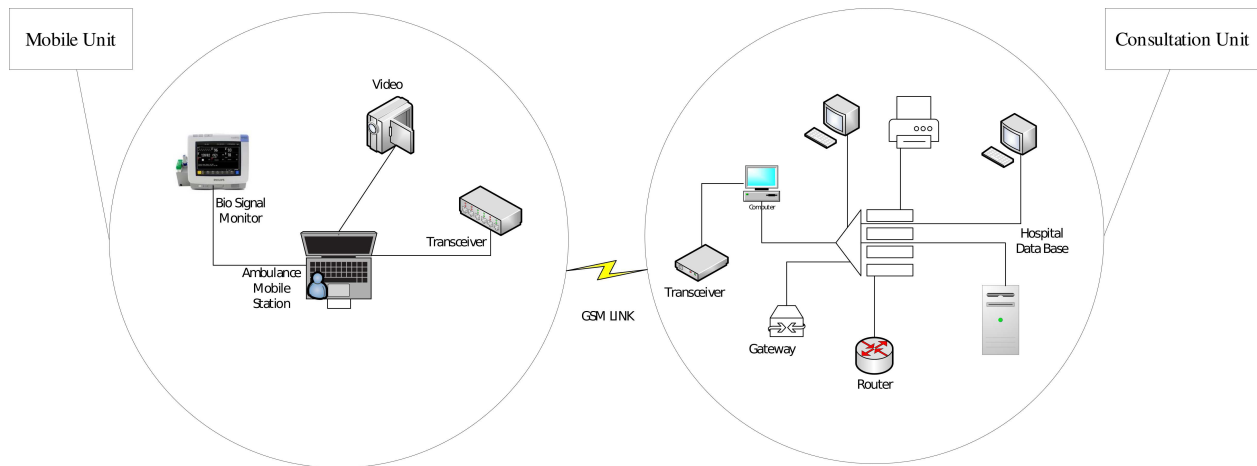 Mobile Unit
Consultation Unit
Video
Bio Signal
Monitor
Transceiver
Ambulance
Mobile
Station
GSM LINK
Computer
Transceiver
Hospital
Data Base
Gateway
Router